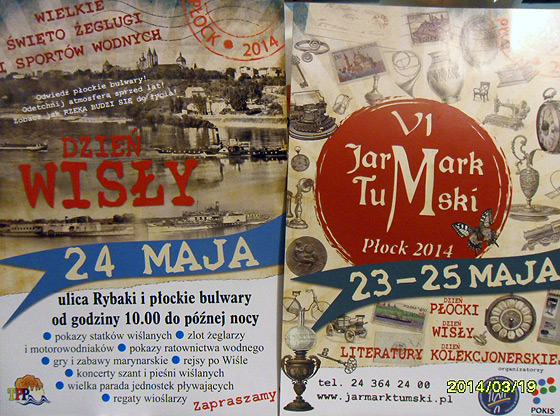 WIELKIE
ŚWIĘTO ŻEGLUGI
I SPORTÓW WODNYCH
PŁOCK
2014
Odwiedź płockie bulwary!
Odetchnij atmosferą sprzed lat!
Zobacz jak RZEKA BUDZI SIĘ do życia!
DZIEŃ
WISŁY
24 MAJA
ulica Rybaki i płockie bulwary
od godziny 10.00 do późnej nocy
• pokazy statków wiślanych • zlot żeglarzy
i motorowodniaków • pokazy ratownictwa wodnego
• gry i zabawy marynarskie • rejsy po Wiśle
• koncerty szant i pieśni wiślanych
• wielka parada jednostek pływających
• regaty wioślarzy
Zapraszamy
VI
JarMark
TuMski
Płock 2014
23-25 MAJA
DZIEŃ
PŁOCKI
DZIEŃ
WISŁY
DZIEŃ
LITERATURY KOLEKCJONERSKIE
organizatorzy
tel. 24 364 24 00
www.jarmarktumski.pl
POKiS
2014/03/19